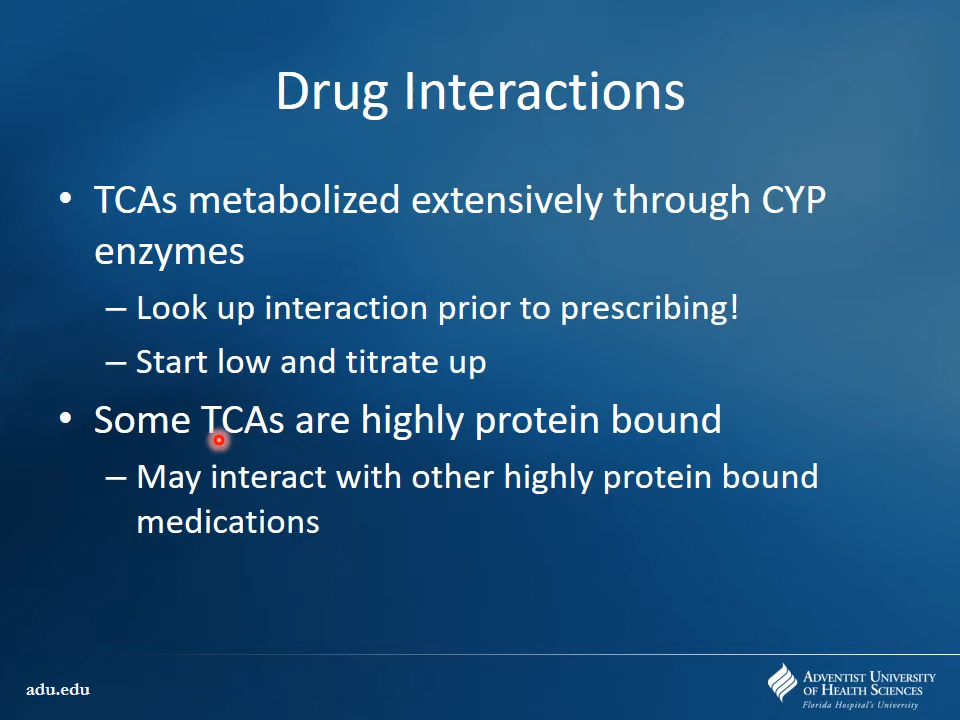 Drug Interactions
• TCAs metabolized extensively through CYP
enzymes
– Look up interaction prior to prescribing!
– Start low and titrate up
• Some TCAs are highly protein bound
– May interact with other highly protein bound
medications
adu.edu
ADVENTIST UNIVERSITY
OF HEALTH SCIENCES
Florida Hospital's University